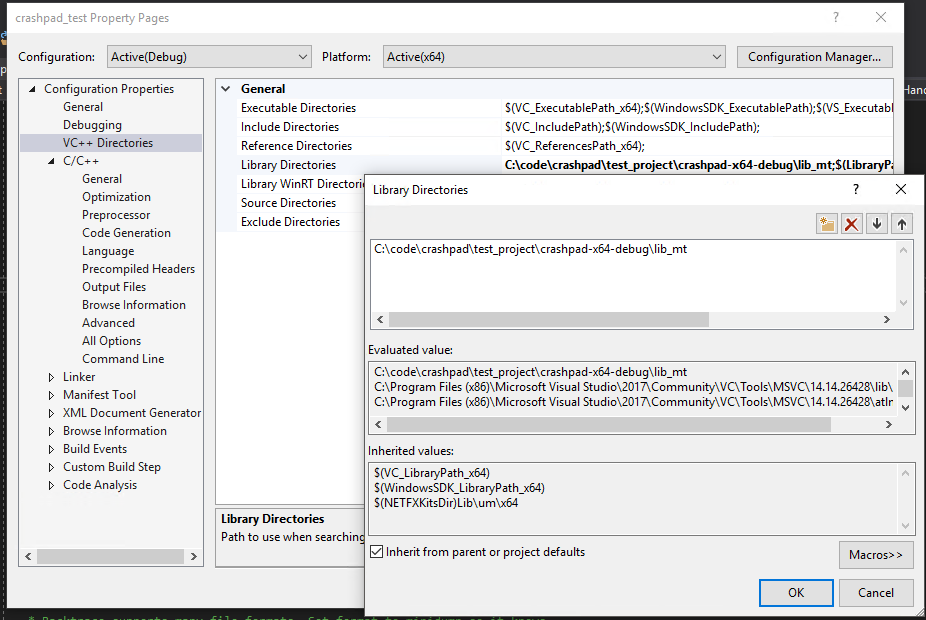 crashpad_test Property Pages
Configuration: Active(Debug) Platform: Active(x64) Configuration Manager...
Configuration Properties
General
Debugging
VC++ Directories
C/C++
General
Optimization
Preprocessor
Code Generation
Language
Precompiled Headers
Output Files
Browse Information
Advanced
All Options
Command Line
Linker
Manifest Tool
XML Document Generator
Browse Information
Build Events
Custom Build Step
Code Analysis
General
Executable Directories $(VC_ExecutablePath_x64);$(WindowsSDK_ExecutablePath);$(VS_Executabl
Include Directories $(VC_IncludePath);$(WindowsSDK_IncludePath);
Reference Directories $(VC_ReferencesPath_x64);
Library Directories C:\code\crashpad\test_project\crashpad-x64-debug\lib_mt;$(LibraryPa
Library WinRT Directorie
Source Directories
Exclude Directories
Library Directories
Path to use when searching
Library Directories
C:\code\crashpad\test_project\crashpad-x64-debug\lib_mt
Evaluated value:
C:\code\crashpad\test_project\crashpad-x64-debug\lib_mt
C:\Program Files (x86)\Microsoft Visual Studio\2017\Community\VC\Tools\MSVC\14.14.26428\lib\
C:\Program Files (x86)\Microsoft Visual Studio\2017\Community\VC\Tools\MSVC\14.14.26428\atln
Inherited values:
$(VC_LibraryPath_x64)
$(WindowsSDK_LibraryPath_x64)
$(NETFXKitsDir)Lib\um\x64
Inherit from parent or project defaults
Macros>>
OK Cancel
Hand